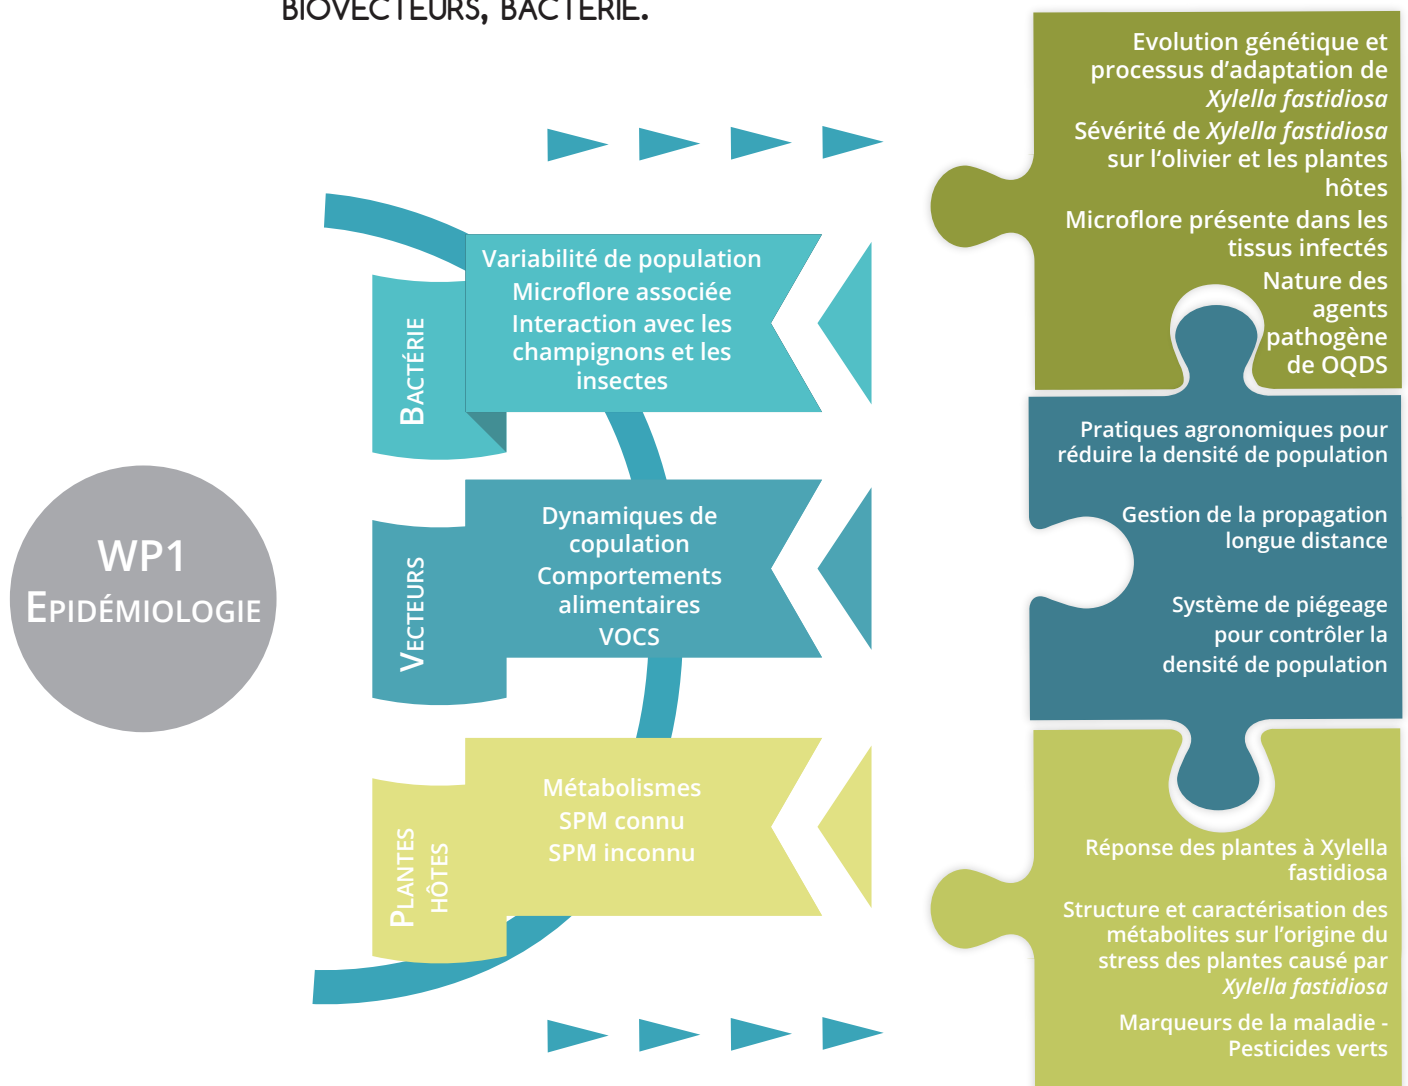 BIOVECTEURS, BACTÉRIE.
WP1
EPIDÉMIOLOGIE
BACTÉRIE
Variabilité de population
Microflore associée
Interaction avec les
champignons et les
insectes
VECTEURS
Dynamiques de
copulation
Comportements
alimentaires
VOCS
PLANTES
HÔTES
Métabolismes
SPM connu
SPM inconnu
Evolution génétique et
processus d'adaptation de
Xylella fastidiosa
Sévérité de Xylella fastidiosa
sur l'olivier et les plantes
hôtes
Microflore présente dans les
tissus infectés
Nature des
agents
pathogène
de OQDS
Pratiques agronomiques pour
réduire la densité de population
Gestion de la propagation
longue distance
Système de piégeage
pour contrôler la
densité de population
Réponse des plantes à Xylella
fastidiosa
Structure et caractérisation des
métabolites sur l'origine du
stress des plantes causé par
Xylella fastidiosa
Marqueurs de la maladie -
Pesticides verts